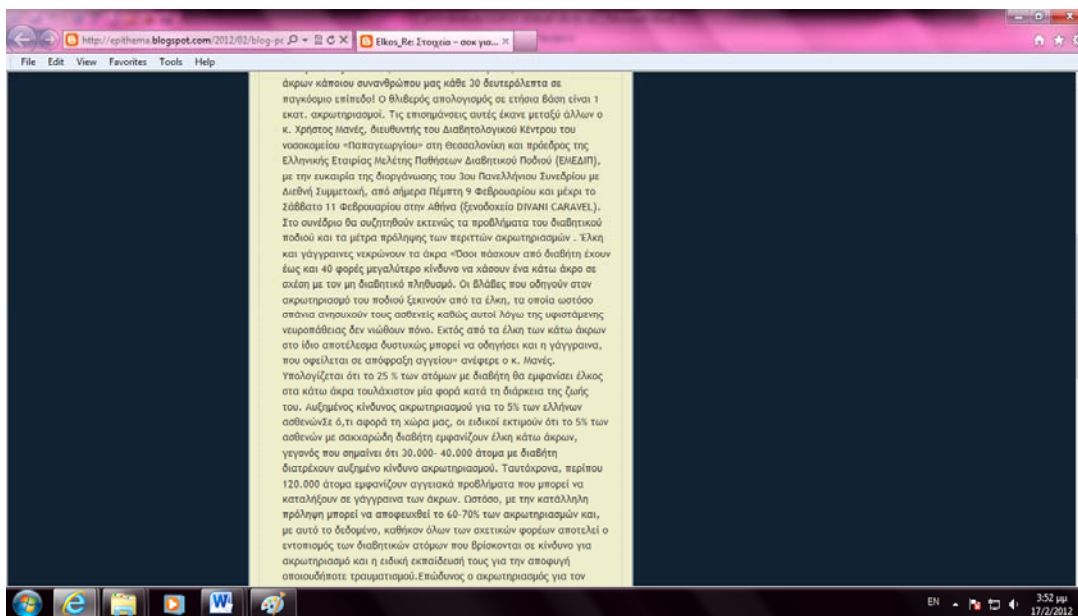 http://epithema.blogspot.com/2012/02/blog-po
Elkos_Re: Στοιχεία – σοκ για...
File Edit View Favorites Tools Help
άκρων κάποιου συνανθρώπου μας κάθε 30 δευτερόλεπτα σε
παγκόσμιο επίπεδο! Ο θλιβερός απολογισμός σε ετήσια βάση είναι 1
εκατ. ακρωτηριασμοί. Τις επισημάνσεις αυτές έκανε μεταξύ άλλων ο
κ. Χρήστος Μανές, διευθυντής του Διαβητολογικού Κέντρου του
νοσοκομείου «Παπαγεωργίου» στη Θεσσαλονίκη και πρόεδρος της
Ελληνικής Εταιρίας Μελέτης Παθήσεων Διαβητικού Ποδιού (ΕΜΕΔΙΠ),
με την ευκαιρία της διοργάνωσης του 3ου Πανελλήνιου Συνεδρίου με
Διεθνή Συμμετοχή, από σήμερα Πέμπτη 9 Φεβρουαρίου και μέχρι το
Σάββατο 11 Φεβρουαρίου στην Αθήνα (ξενοδοχείο DIVANI CARAVEL).
Στο συνέδριο θα συζητηθούν εκτενώς τα προβλήματα του διαβητικού
ποδιού και τα μέτρα πρόληψης των περιττών ακρωτηριασμών . Έλκη
και γάγγραινες νεκρώνουν τα άκρα «Όσοι πάσχουν από διαβήτη έχουν
έως και 40 φορές μεγαλύτερο κίνδυνο να χάσουν ένα κάτω άκρο σε
σχέση με τον μη διαβητικό πληθυσμό. Οι βλάβες που οδηγούν στον
ακρωτηριασμό του ποδιού ξεκινούν από τα έλκη, τα οποία ωστόσο
σπάνια ανησυχούν τους ασθενείς καθώς αυτοί λόγω της υφιστάμενης
νευροπάθειας δεν νιώθουν πόνο. Εκτός από τα έλκη των κάτω άκρων
στο ίδιο αποτέλεσμα δυστυχώς μπορεί να οδηγήσει και η γάγγραινα,
που οφείλεται σε απόφραξη αγγείου» ανέφερε ο κ. Μανές.
Υπολογίζεται ότι το 25 % των ατόμων με διαβήτη θα εμφανίσει έλκος
στα κάτω άκρα τουλάχιστον μία φορά κατά τη διάρκεια της ζωής
του. Αυξημένος κίνδυνος ακρωτηριασμού για το 5% των ελλήνων
ασθενώνΣε ό,τι αφορά τη χώρα μας, οι ειδικοί εκτιμούν ότι το 5% των
ασθενών με σακχαρώδη διαβήτη εμφανίζουν έλκη κάτω άκρων,
γεγονός που σημαίνει ότι 30.000- 40.000 άτομα με διαβήτη
διατρέχουν αυξημένο κίνδυνο ακρωτηριασμού. Ταυτόχρονα, περίπου
120.000 άτομα εμφανίζουν αγγειακά προβλήματα που μπορεί να
καταλήξουν σε γάγγραινα των άκρων. Ωστόσο, με την κατάλληλη
πρόληψη μπορεί να αποφευχθεί το 60-70% των ακρωτηριασμών και,
με αυτό το δεδομένο, καθήκον όλων των σχετικών φορέων αποτελεί ο
εντοπισμός των διαβητικών ατόμων που βρίσκονται σε κίνδυνο για
ακρωτηριασμό και η ειδική εκπαίδευσή τους για την αποφυγή
οποιουδήποτε τραυματισμού.Επώδυνος ο ακρωτηριασμός για τον
EN
3:52 μμ
17/2/2012